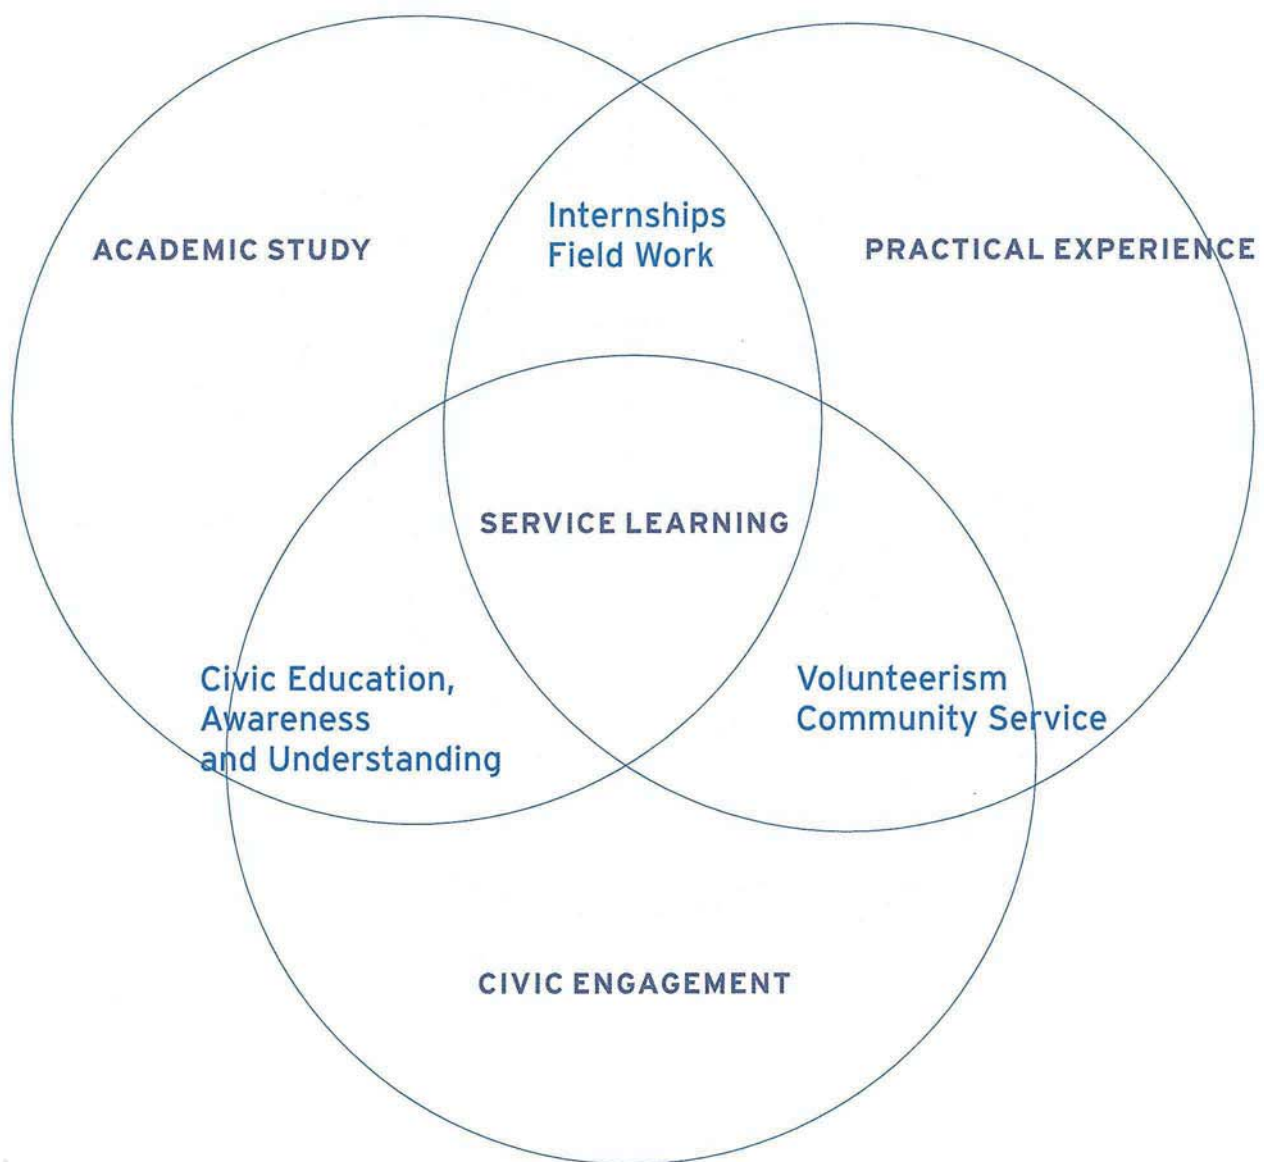 Internships
Field Work
ACADEMIC STUDY
PRACTICAL EXPERIENCE
SERVICE LEARNING
Civic Education,
Awareness
and Understanding
Volunteerism
Community Service
CIVIC ENGAGEMENT